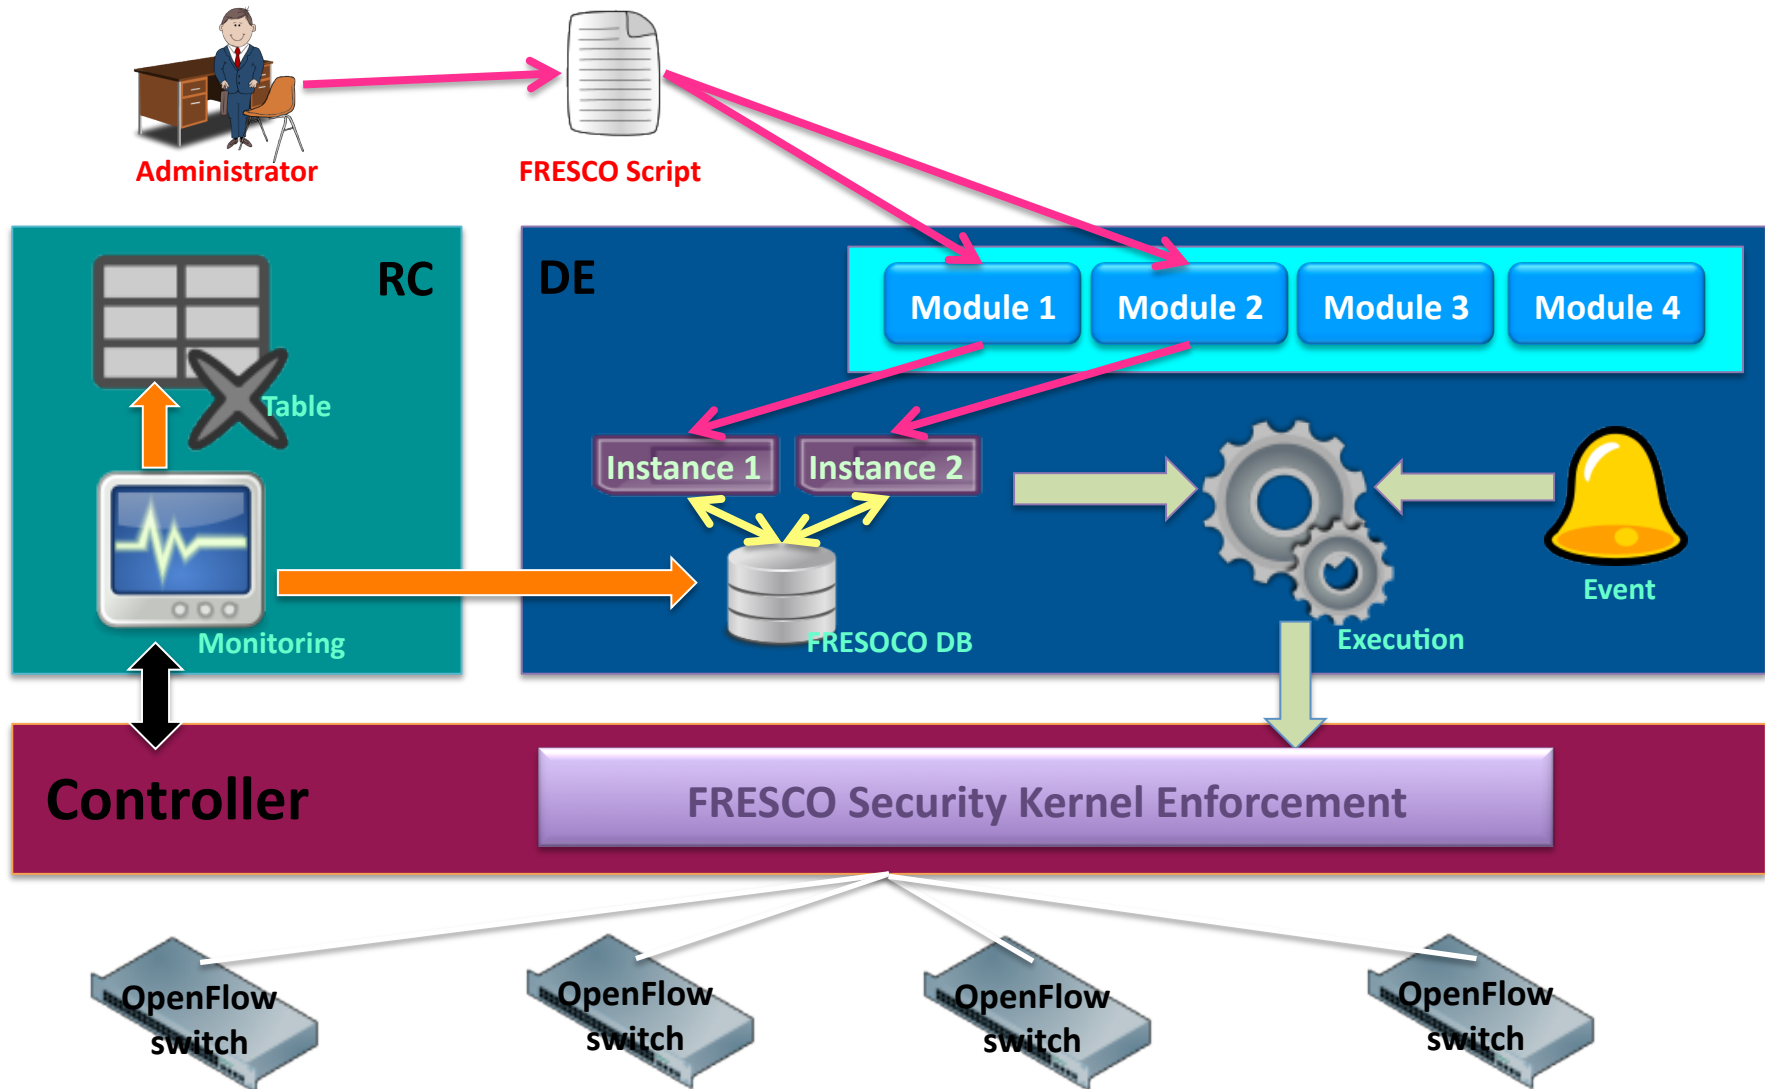 Administrator
FRESCO Script
RC
DE
Module 1
Module 2
Module 3
Module 4
Table
Instance 1
Instance 2
Event
Monitoring
FRESOCO DB
Execution
Controller
FRESCO Security Kernel Enforcement
OpenFlow
switch
OpenFlow
switch
OpenFlow
switch
OpenFlow
switch